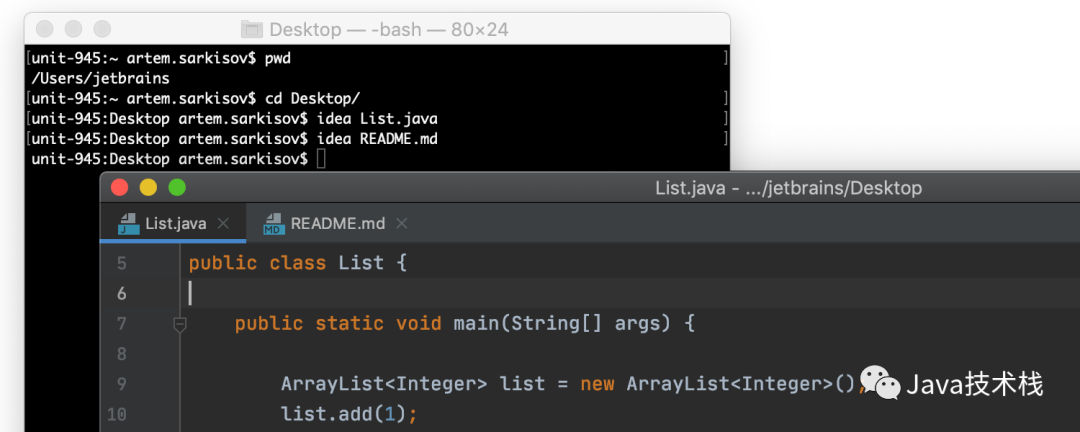 Desktop — -bash — 80×24
[unit-945:~ artem.sarkisov$ pwd ]
/Users/jetbrains
[unit-945:~ artem.sarkisov$ cd Desktop/ ]
[unit-945:Desktop artem.sarkisov$ idea List.java ]
[unit-945:Desktop artem.sarkisov$ idea README.md ]
unit-945:Desktop artem.sarkisov$
List.java - .../jetbrains/Desktop
J List.java MD README.md
5 public class List {
6
7 public static void main(String[] args) {
8
9 ArrayList<Integer> list = new ArrayList<Integer>();
Java技术栈
10 list.add(1);